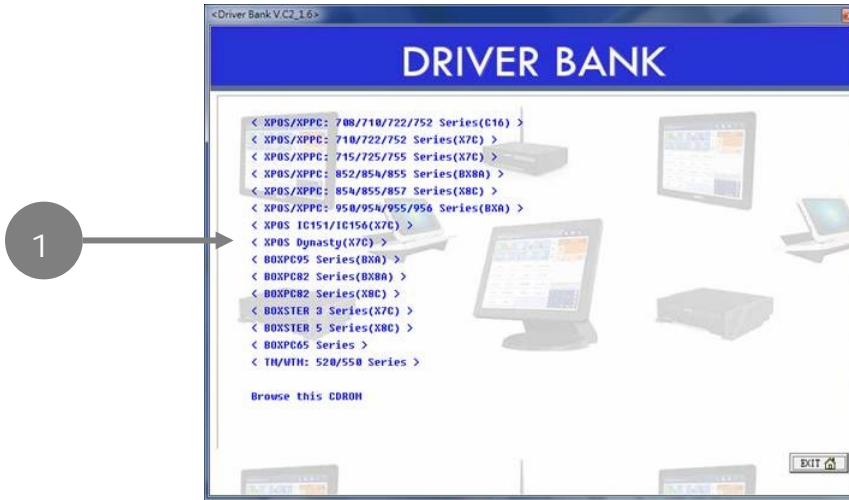 <Driver Bank V.C2_1.6>
DRIVER BANK
< XPOS/XPPC: 708/710/722/752 Series(C16) >
< XPOS/XPPC: 710/722/752 Series(X7C) >
< XPOS/XPPC: 715/725/755 Series(X7C) >
< XPOS/XPPC: 852/854/855 Series(BX8A) >
< XPOS/XPPC: 854/855/857 Series(X8C) >
< XPOS/XPPC: 950/954/955/956 Series(BXA) >
< XPOS IC151/IC156(X7C) >
1
< XPOS Dynasty(X7C) >
< BOXPC95 Series(BXA) >
< BOXPC82 Series(BX8A) >
< BOXPC82 Series(X8C) >
< BOXSTER 3 Series(X7C) >
< BOXSTER 5 Series(X8C) >
< BOXPC65 Series >
< TM/WTM: 520/550 Series >
Browse this CDROM
EXIT